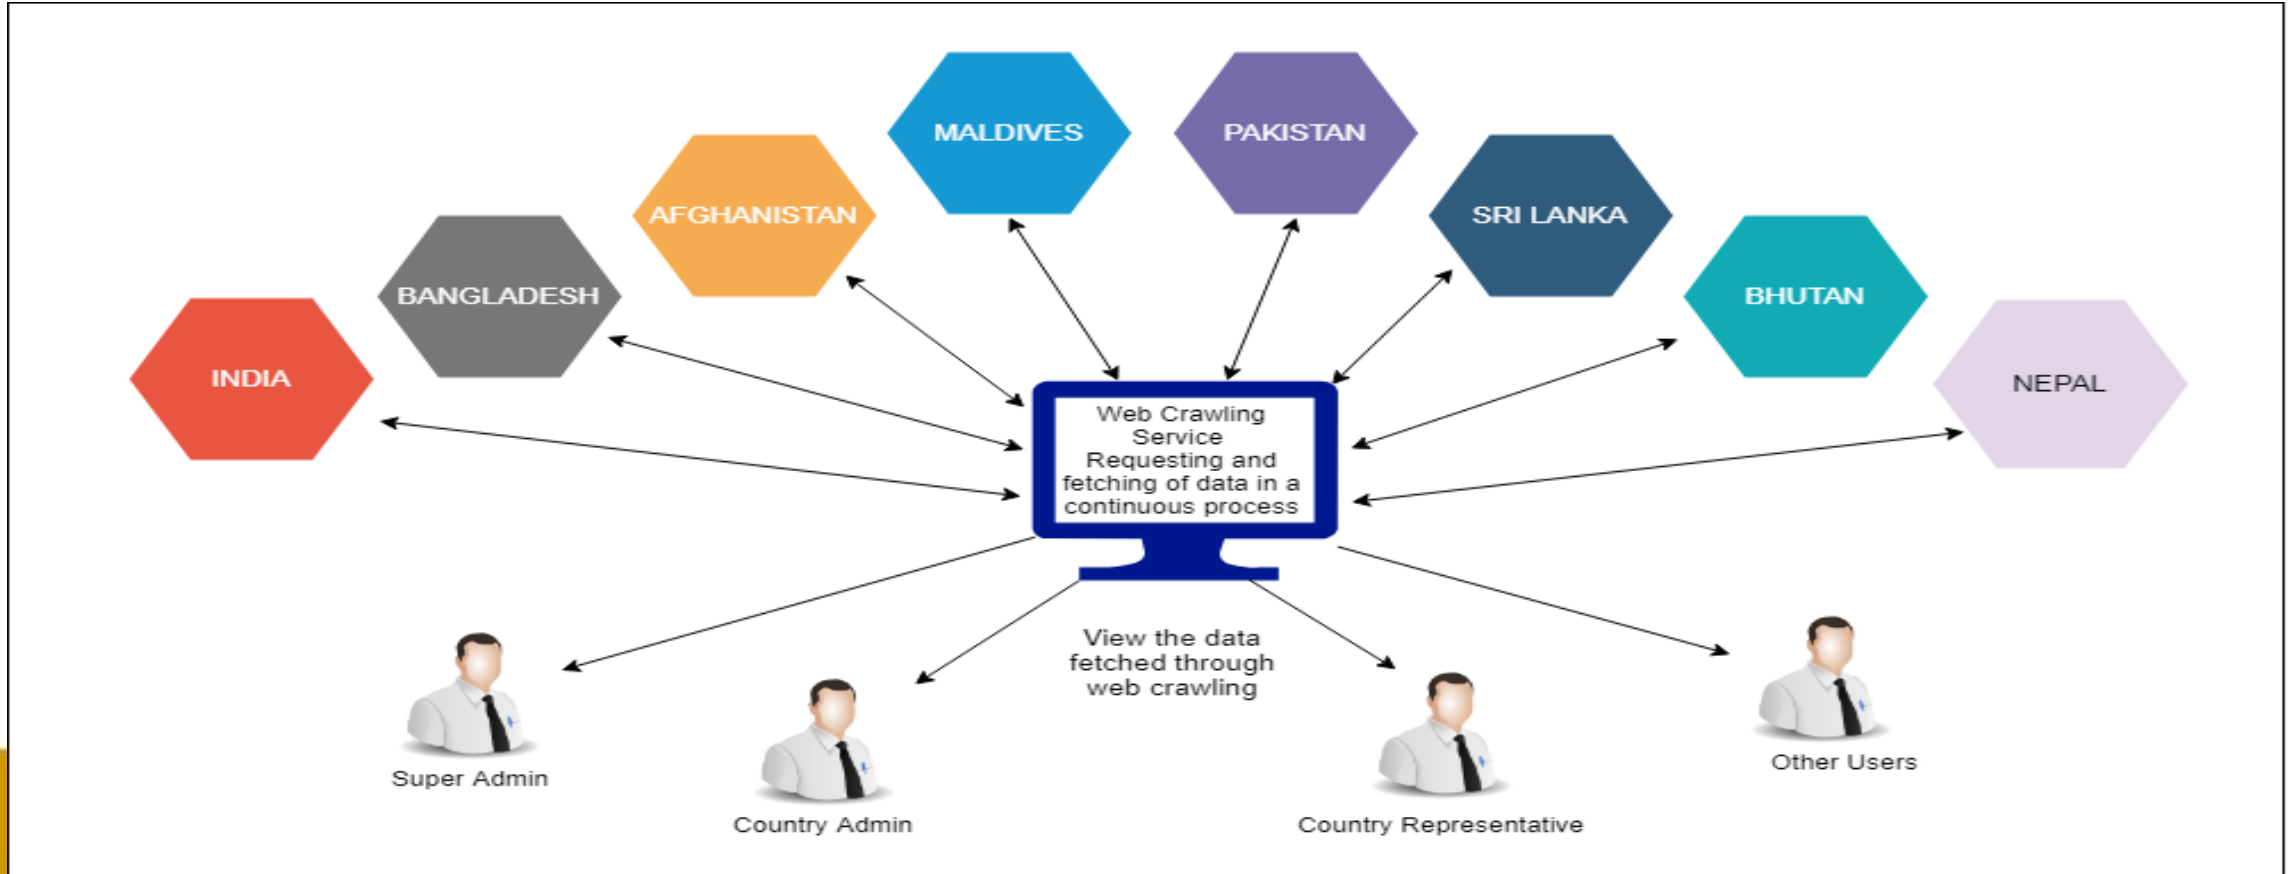 MALDIVES
PAKISTAN
AFGHANISTAN
SRI LANKA
BANGLADESH
BHUTAN
INDIA
NEPAL
Web Crawling
Service
Requesting and
fetching of data in a
continuous process
View the data
fetched through
web crawling
Super Admin
Country Admin
Country Representative
Other Users